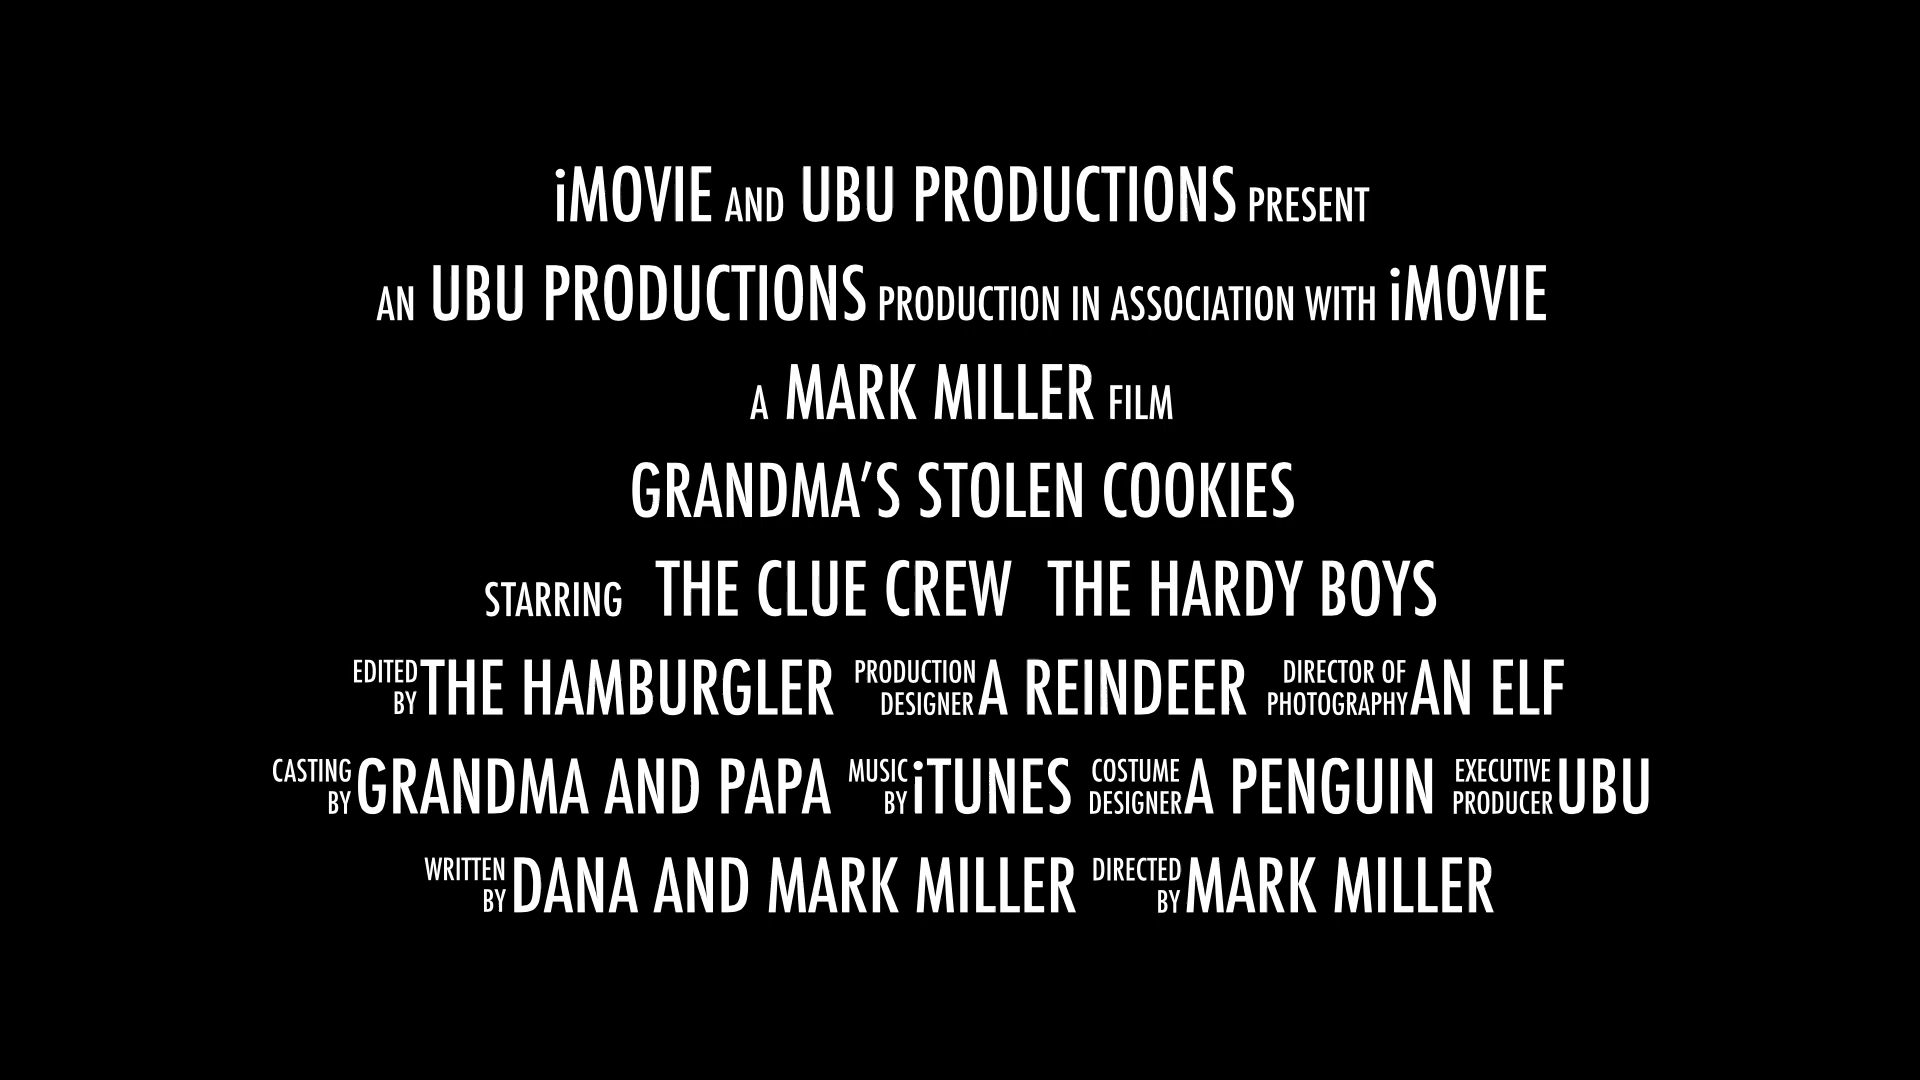 iMOVIE AND UBU PRODUCTIONS PRESENT
AN UBU PRODUCTIONS PRODUCTION IN ASSOCIATION WITH iMOVIE
A MARK MILLER FILM
GRANDMA’S STOLEN COOKIES
STARRING THE CLUE CREW THE HARDY BOYS
EDITED BY THE HAMBURGLER PRODUCTION DESIGNER A REINDEER DIRECTOR OF PHOTOGRAPHY AN ELF
CASTING BY GRANDMA AND PAPA MUSIC BY iTUNES COSTUME DESIGNER A PENGUIN EXECUTIVE PRODUCER UBU
WRITTEN BY DANA AND MARK MILLER DIRECTED BY MARK MILLER